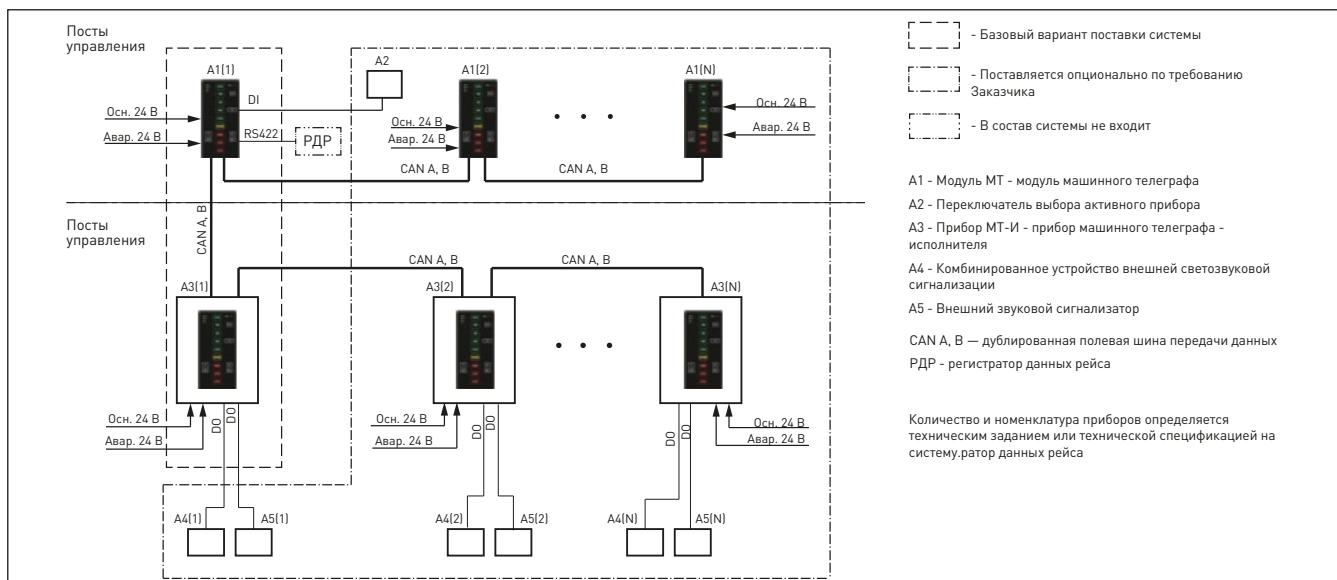 Посты
управления
A1(1)
A2
A1(2)
A1(N)
DI
Осн. 24 В
RS422
Авар. 24 В
РДР
Осн. 24 В
Авар. 24 В
Осн. 24 В
Авар. 24 В
CAN A, B
CAN A, B
CAN A, B
Посты
управления
CAN A, B
CAN A, B
A3(1)
A3(2)
A3(N)
Осн. 24 В
Авар. 24 В
DO
DO
Осн. 24 В
Авар. 24 В
DO
DO
DO
DO
Осн. 24 В
Авар. 24 В
A4(1)
A5(1)
A4(2)
A5(2)
A4(N)
A5(N)
- Базовый вариант поставки системы
- Поставляется опционально по требованию
Заказчика
- В состав системы не входит
А1 - Модуль МТ - модуль машинного телеграфа
А2 - Переключатель выбора активного прибора
А3 - Прибор МТ-И - прибор машинного телеграфа -
исполнителя
А4 - Комбинированное устройство внешней светозвуковой
сигнализации
А5 - Внешний звуковой сигнализатор
CAN A, B — дублированная полевая шина передачи данных
РДР - регистратор данных рейса
Количество и номенклатура приборов определяется
техническим заданием или технической спецификацией на
систему.ратор данных рейса